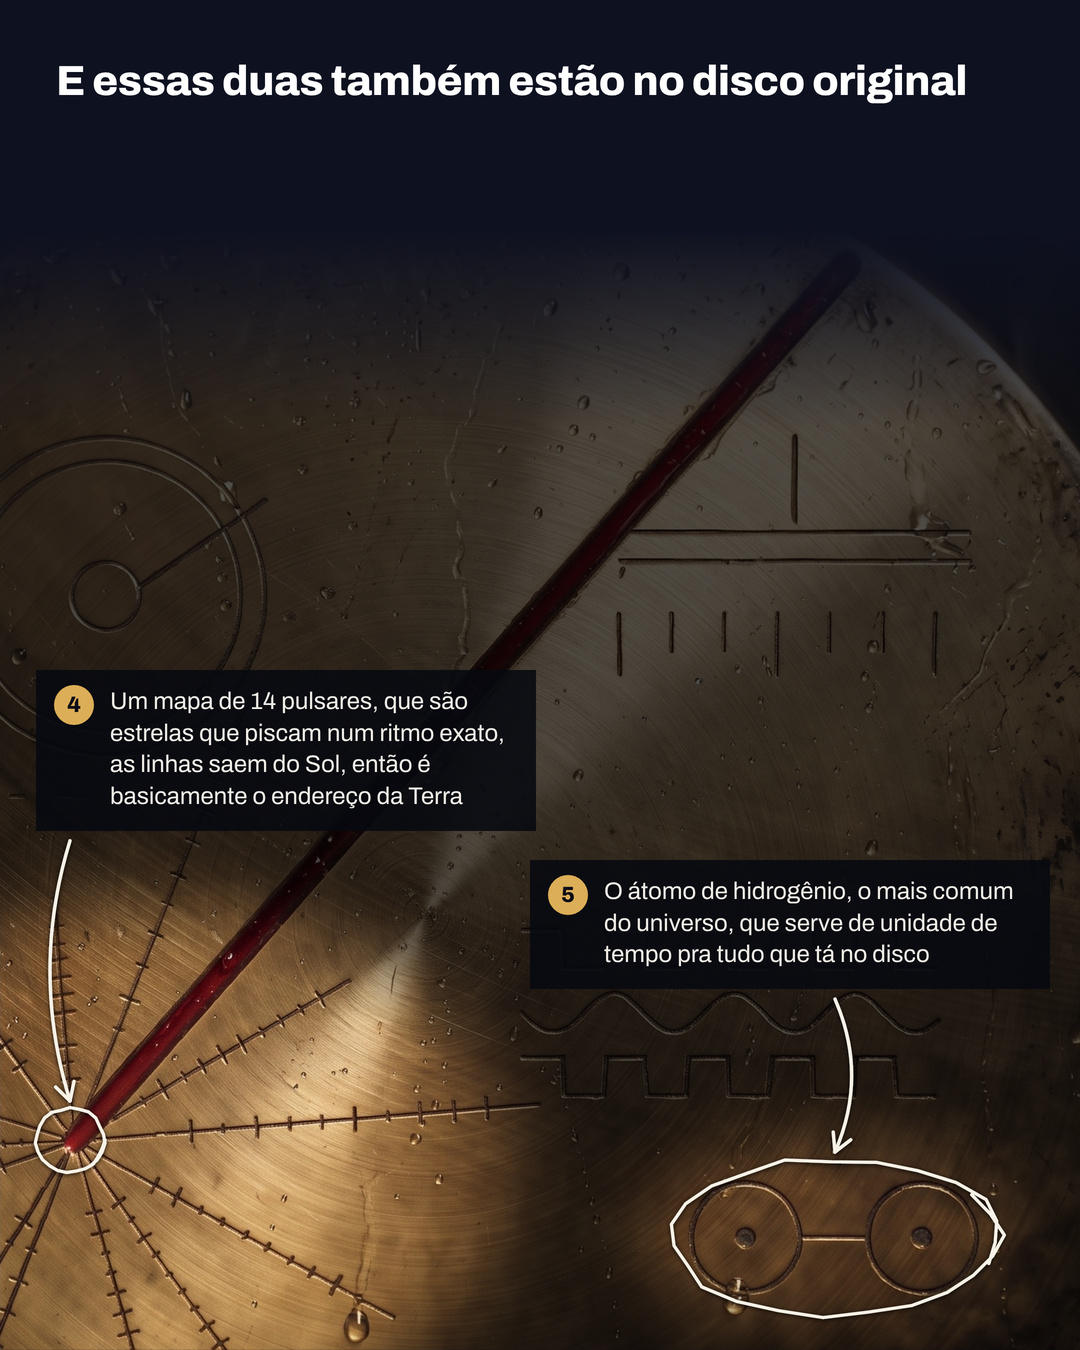 E essas duas também estão no disco original
4
Um mapa de 14 pulsares, que são
estrelas que piscam num ritmo exato,
as linhas saem do Sol, então é
basicamente o endereço da Terra
5
O átomo de hidrogênio, o mais comum
do universo, que serve de unidade de
tempo pra tudo que tá no disco